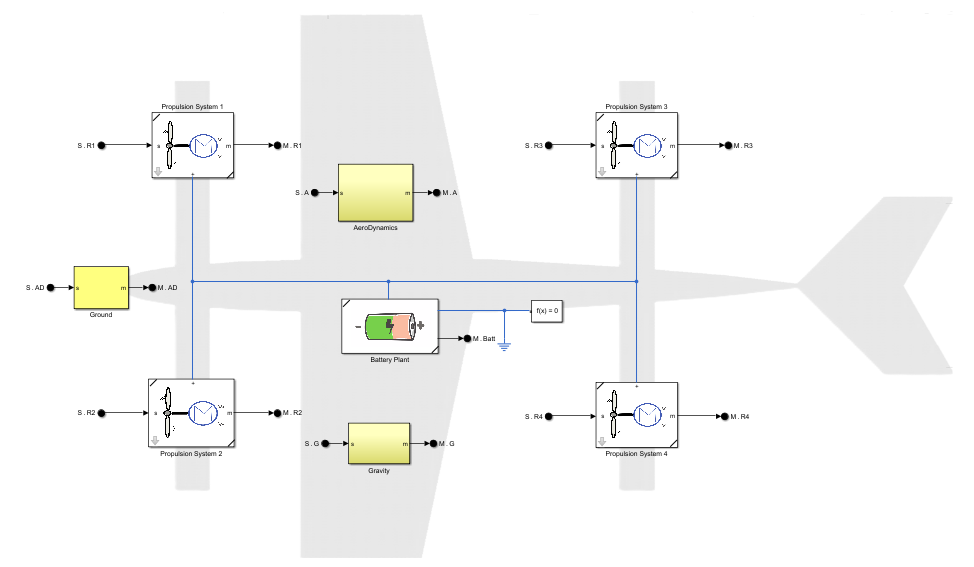 Propulsion System 1
S . R1
s
m
M . R1
+
Propulsion System 3
S . R3
s
m
M . R3
+
S . A
s
m
M . A
AeroDynamics
S . AD
s
m
M . AD
Ground
- +
Battery Plant
M . Batt
f(x) = 0
+
S . R2
s
m
M . R2
Propulsion System 2
S . G
s
m
M . G
Gravity
+
S . R4
s
m
M . R4
Propulsion System 4